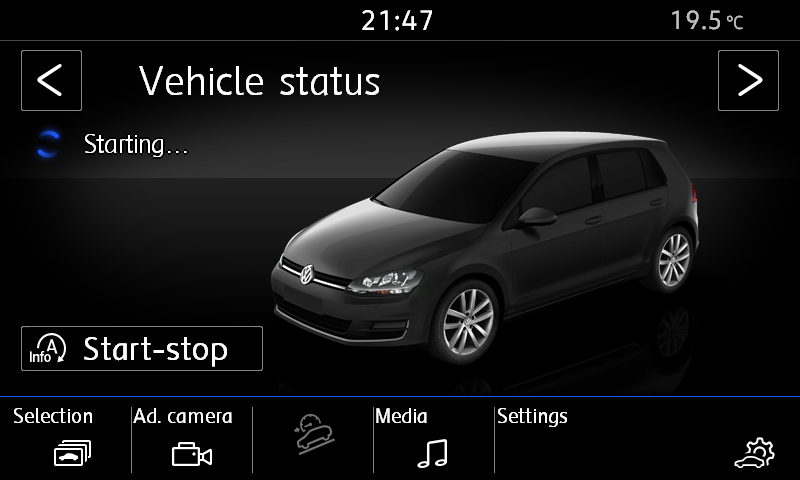 21:47
19.5 °C
Vehicle status
Starting...
Info A Start-stop
Selection
Ad. camera
Media
Settings